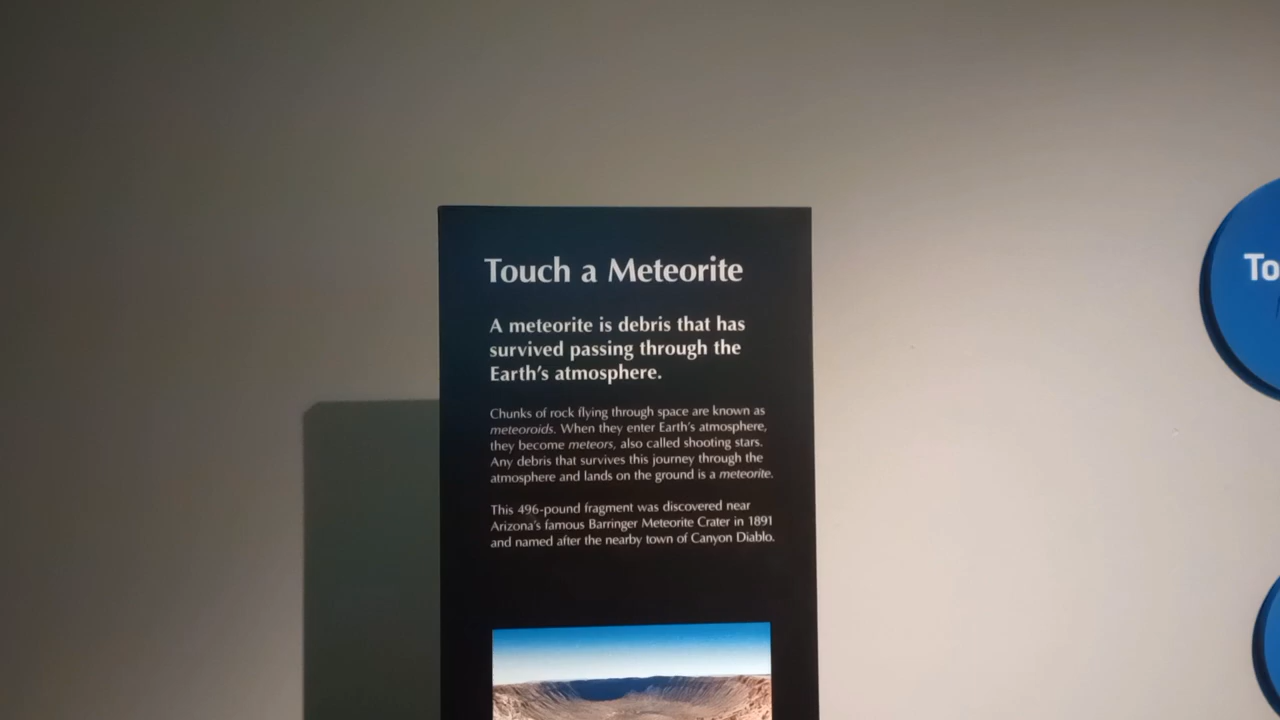 Touch a Meteorite
A meteorite is debris that has
survived passing through the
Earth's atmosphere.
Chunks of rock flying through space are known as
meteoroids. When they enter Earth's atmosphere,
they become meteors, also called shooting stars.
Any debris that survives this journey through the
atmosphere and lands on the ground is a meteorite.
This 496-pound fragment was discovered near
Arizona's famous Barringer Meteorite Crater in 1891
and named after the nearby town of Canyon Diablo.
To